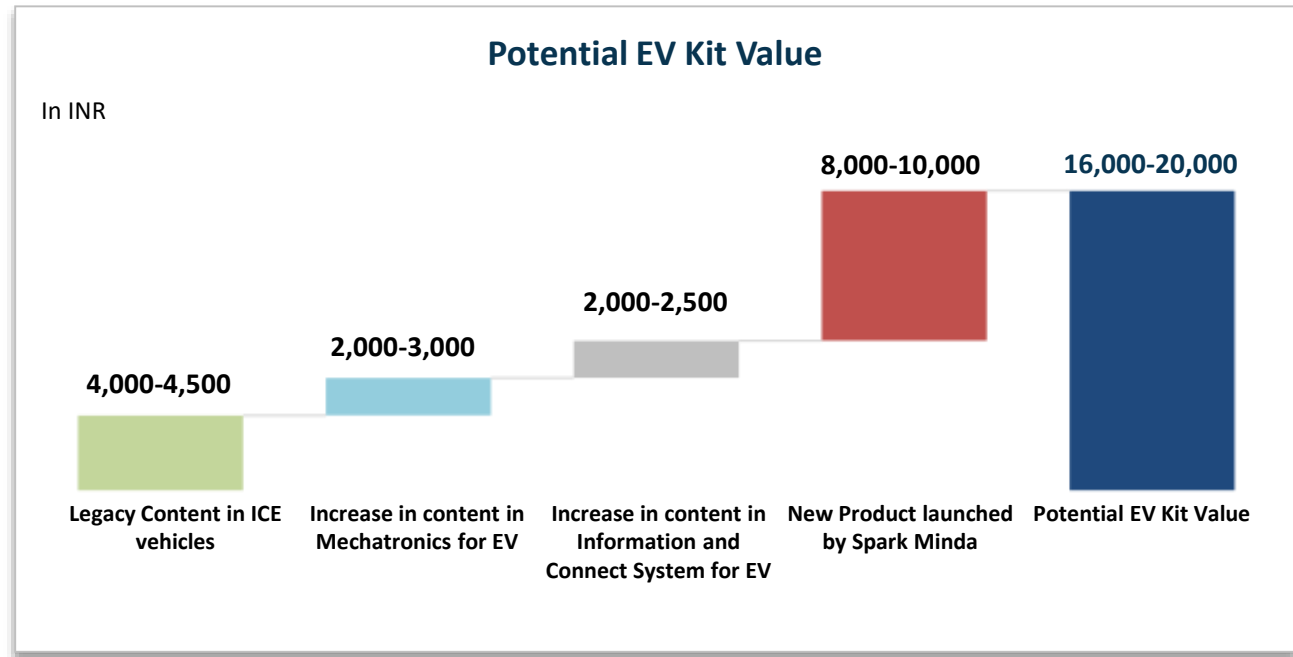 Potential EV Kit Value
In INR
8,000-10,000
16,000-20,000
2,000-2,500
2,000-3,000
4,000-4,500
Legacy Content in ICE
vehicles
Increase in content in
Mechatronics for EV
Increase in content in
Information and
Connect System for EV
New Product launched
by Spark Minda
Potential EV Kit Value